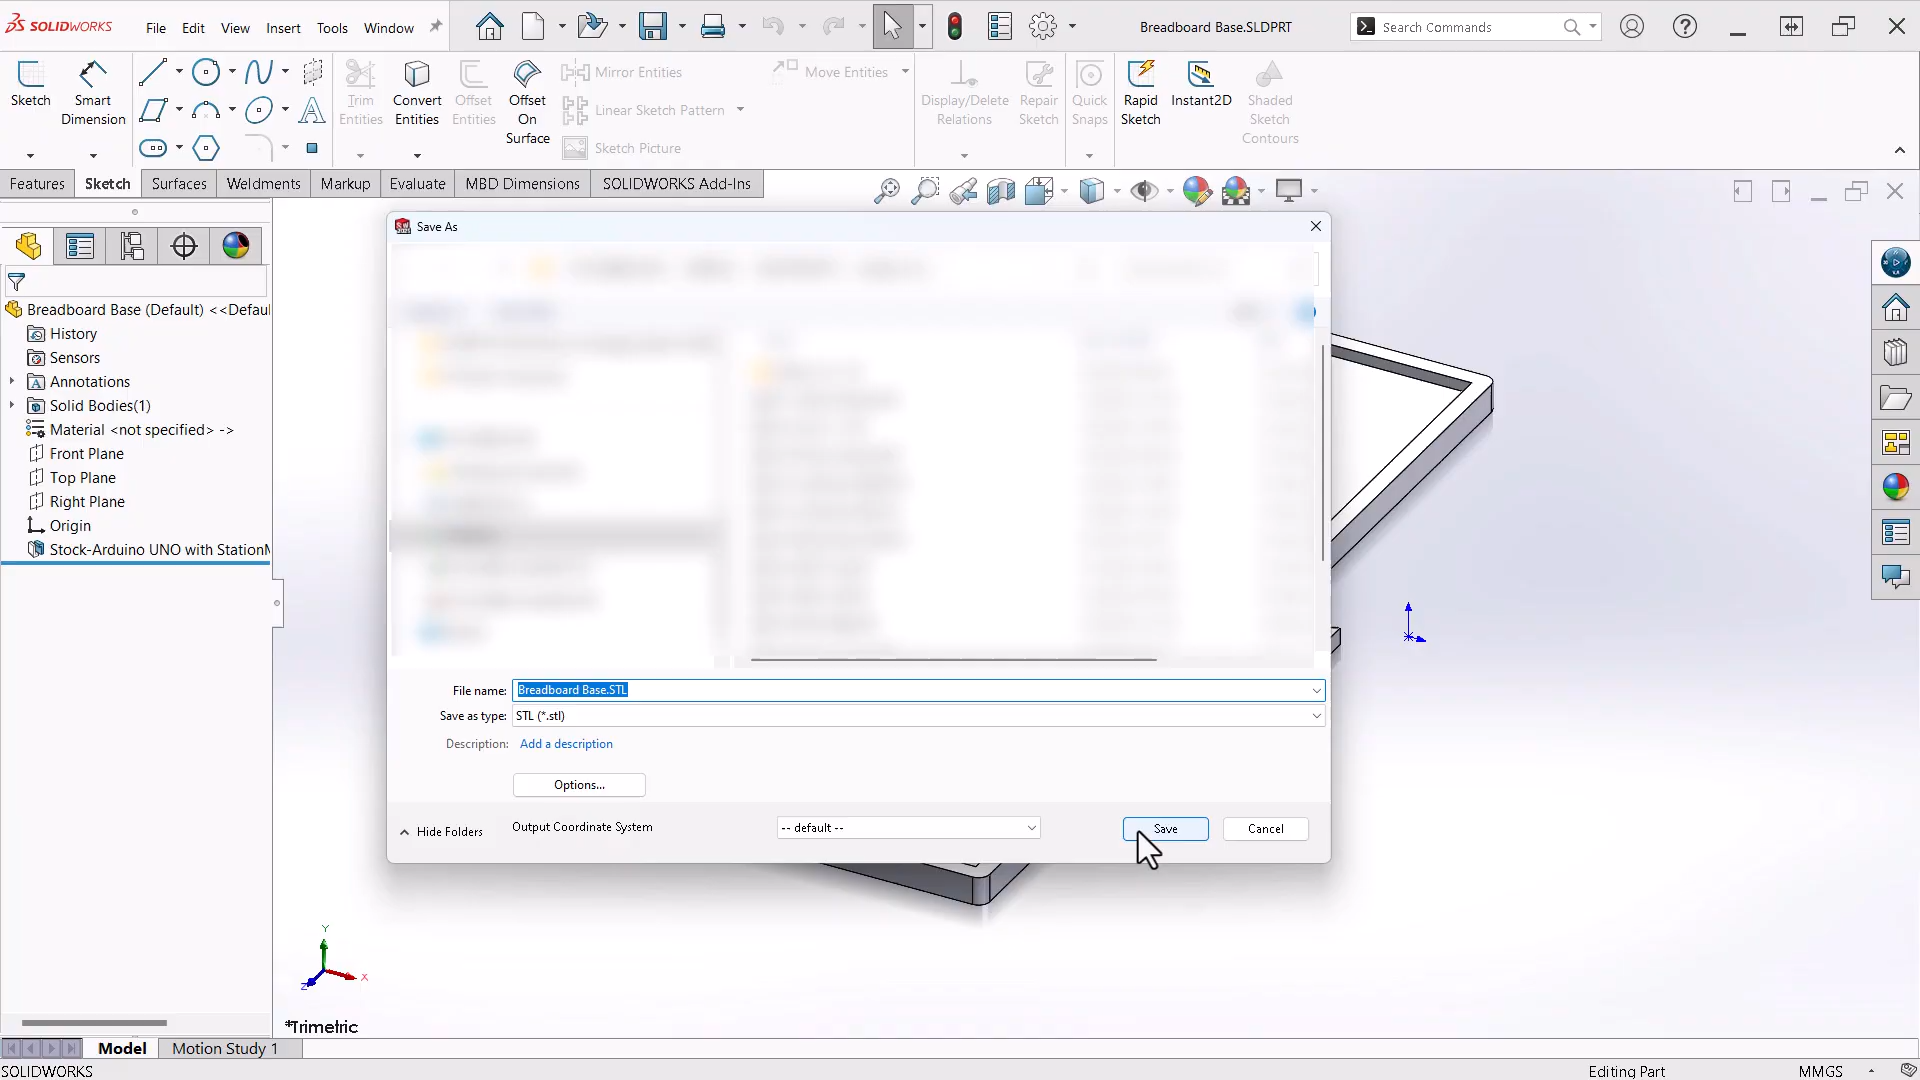 SOLIDWORKS
File Edit View Insert Tools Window
Breadboard Base.SLDPRT
Search Commands
Sketch
Smart Dimension
Trim Entities
Convert Entities
Offset Entities
Offset On Surface
Mirror Entities
Linear Sketch Pattern
Sketch Picture
Move Entities
Display/Delete Relations
Repair Sketch
Quick Snaps
Rapid Sketch
Instant2D
Shaded Sketch Contours
Features Sketch Surfaces Weldments Markup Evaluate MBD Dimensions SOLIDWORKS Add-Ins
Save As
Breadboard Base (Default) <<Defau
History
Sensors
Annotations
Solid Bodies(1)
Material <not specified> ->
Front Plane
Top Plane
Right Plane
Origin
Stock-Arduino UNO with StationM
File name: Breadboard Base.STL
Save as type: STL (*.stl)
Description: Add a description
Options...
Hide Folders
Output Coordinate System
-- default --
Save
Cancel
Y
X
Z
*Trimetric
Model Motion Study 1
SOLIDWORKS
Editing Part
MMGS